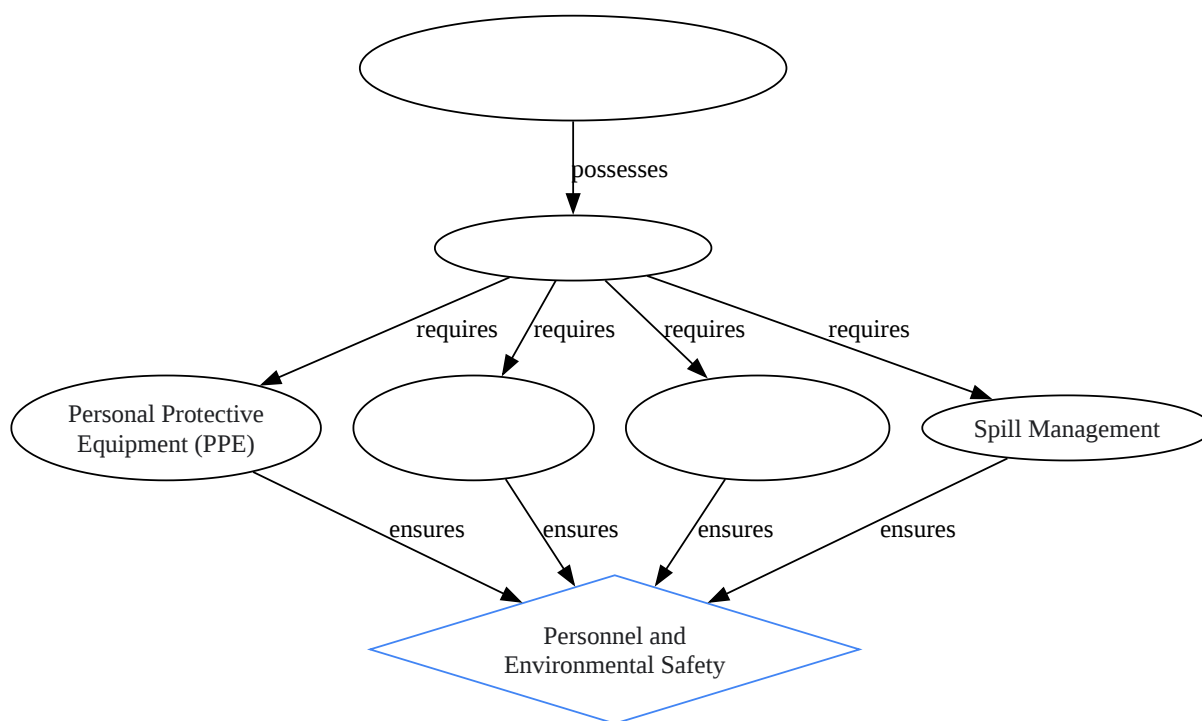 possesses
requires
requires
requires
requires
Personal Protective
Equipment (PPE)
Spill Management
ensures
ensures
ensures
ensures
Personnel and
Environmental Safety